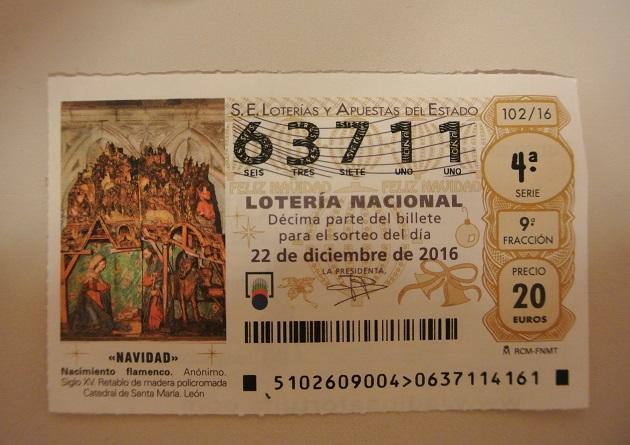 S.E. LOTERÍAS Y APUESTAS DEL ESTADO
63711
SEIS TRES SIETE UNO UNO
FELIZ NAVIDAD FELIZ NAVIDAD
LOTERÍA NACIONAL
Décima parte del billete
para el sorteo del día
22 de diciembre de 2016
LA PRESIDENTA,
5102609004>0637114161
102/16
4ª
SERIE
9ª
FRACCIÓN
PRECIO
20
EUROS
RCM-FNMT
«NAVIDAD»
Nacimiento flamenco. Anónimo.
Siglo XV. Retablo de madera policromada
Catedral de Santa María. León